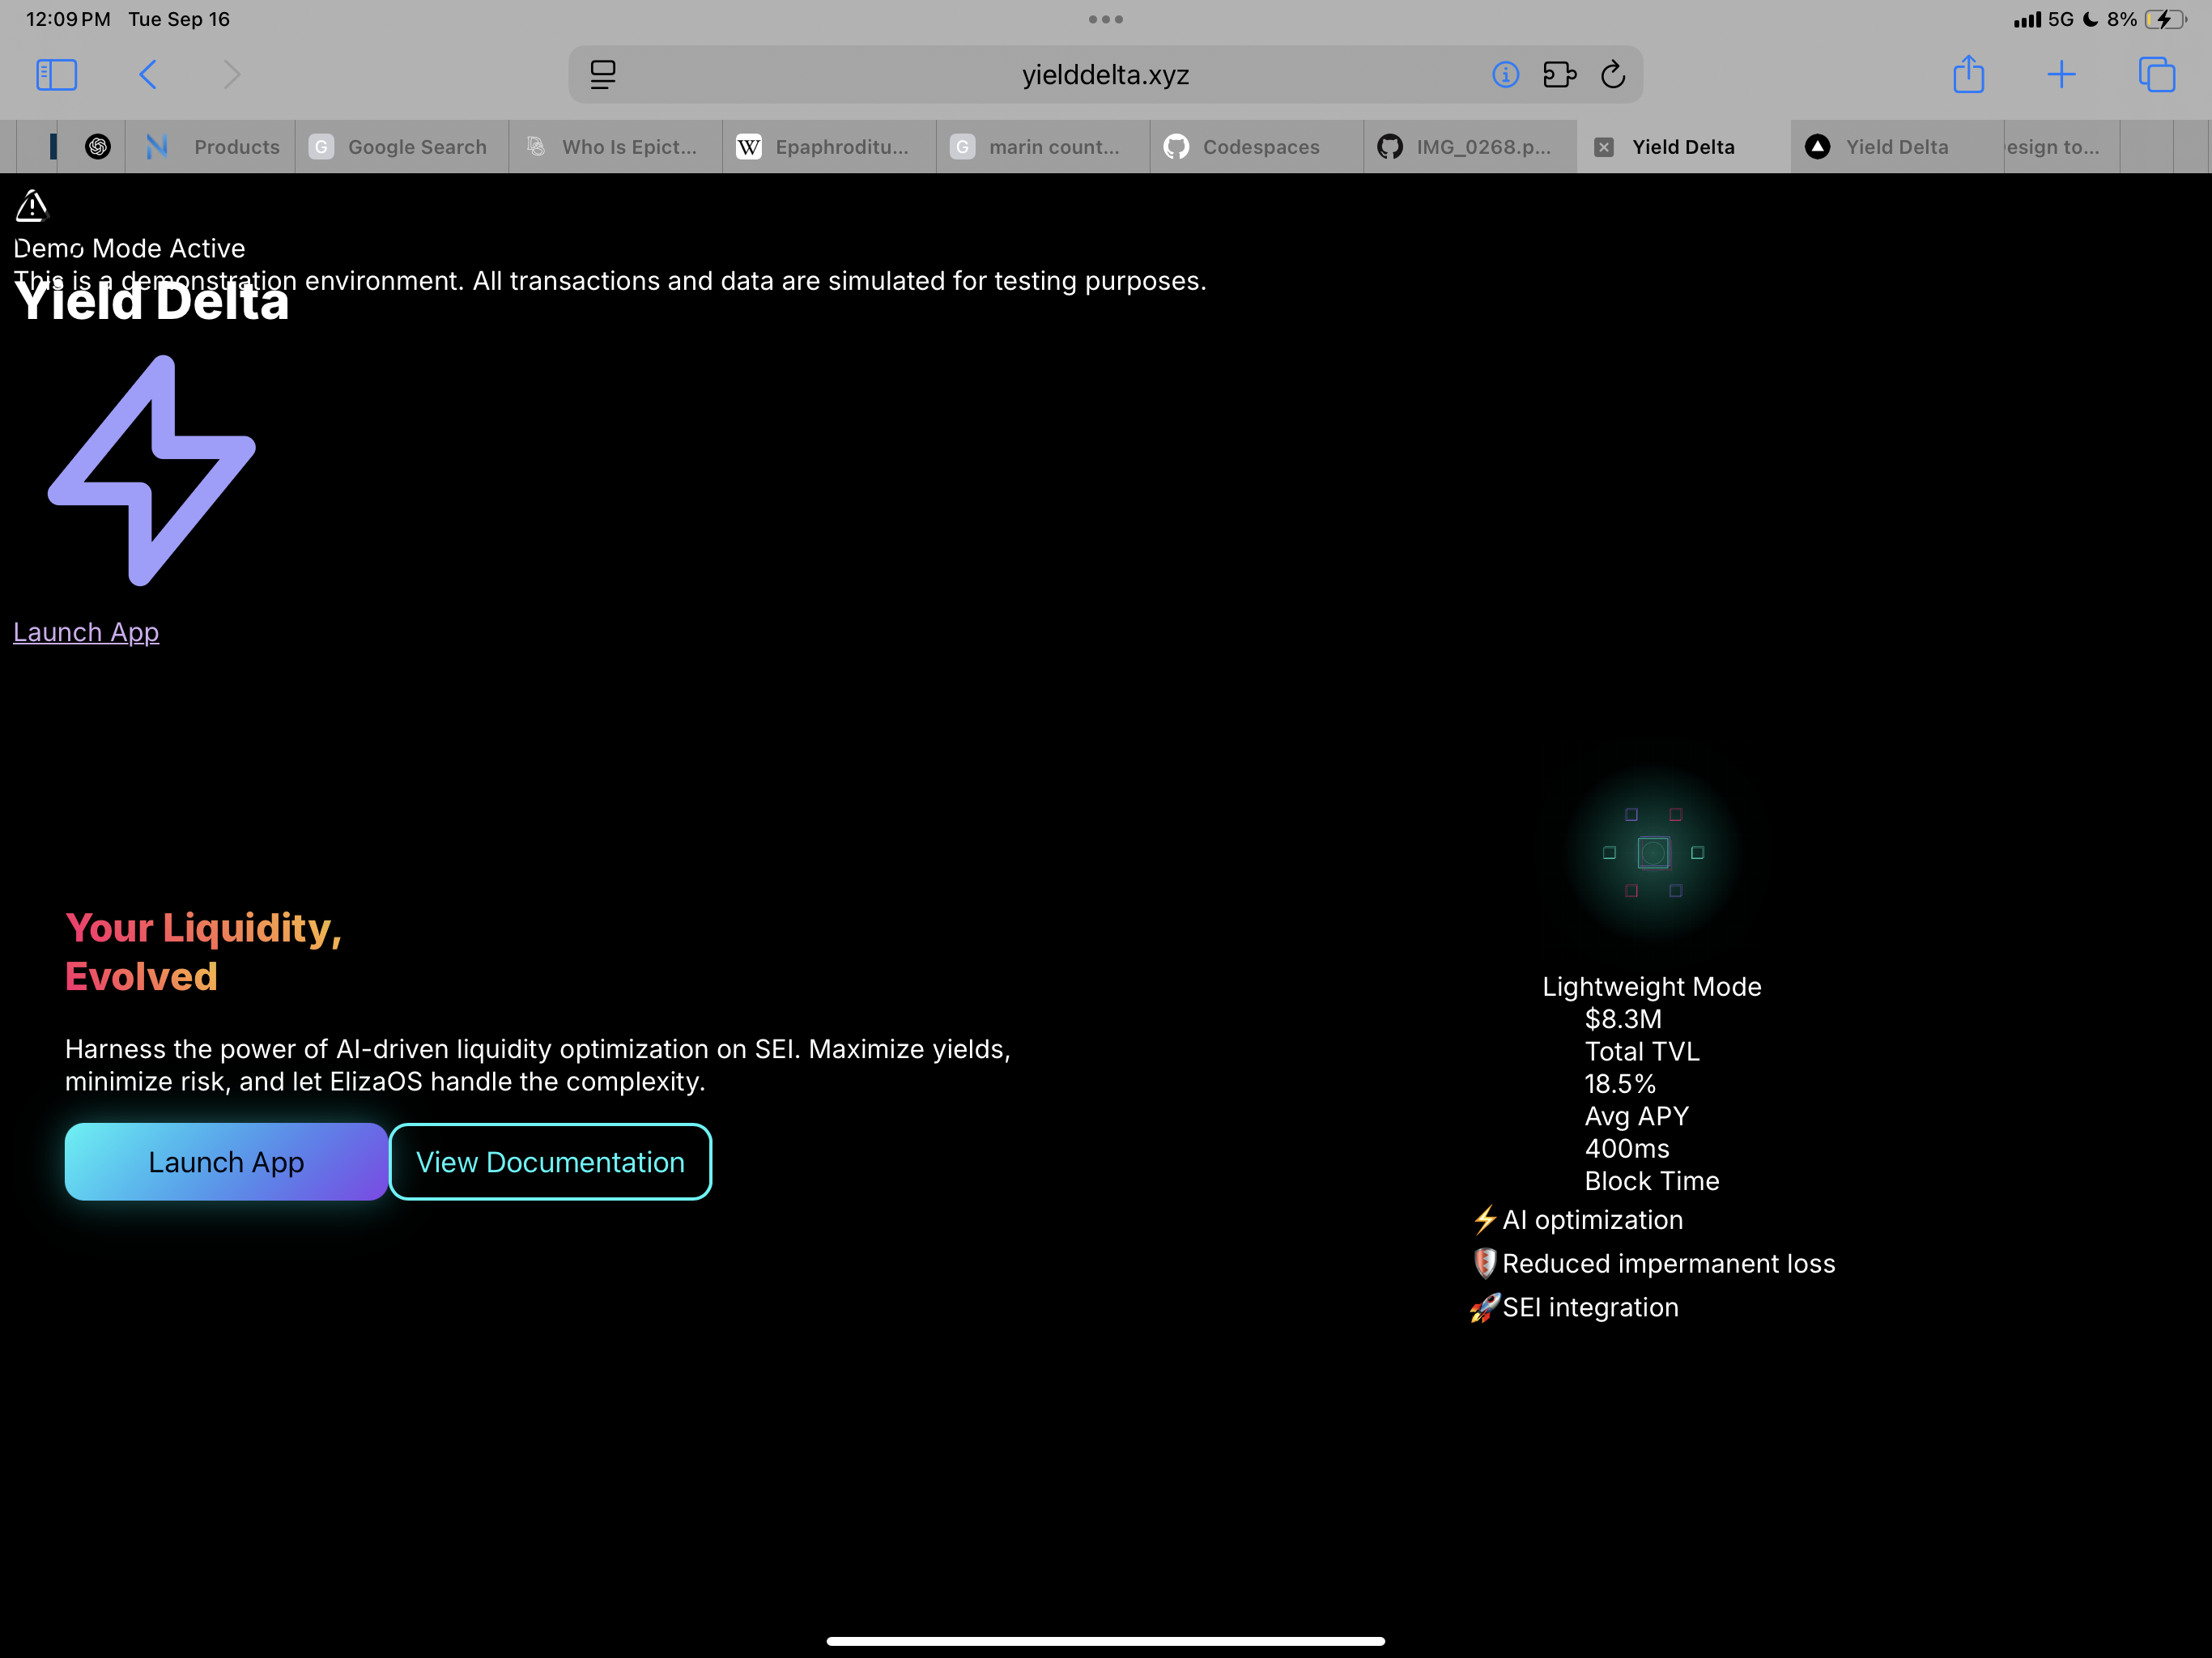 12:09 PM Tue Sep 16
5G 8%
yielddelta.xyz
Products
G Google Search
Who Is Epict...
W Epaphroditu...
G marin count...
Codespaces
IMG_0268.p...
Yield Delta
Yield Delta
esign to...
Demo Mode Active
This is a demonstration environment. All transactions and data are simulated for testing purposes.
Yield Delta
Launch App
Your Liquidity,
Evolved
Harness the power of AI-driven liquidity optimization on SEI. Maximize yields,
minimize risk, and let ElizaOS handle the complexity.
Launch App
View Documentation
Lightweight Mode
$8.3M
Total TVL
18.5%
Avg APY
400ms
Block Time
⚡AI optimization
🛡️Reduced impermanent loss
🚀SEI integration